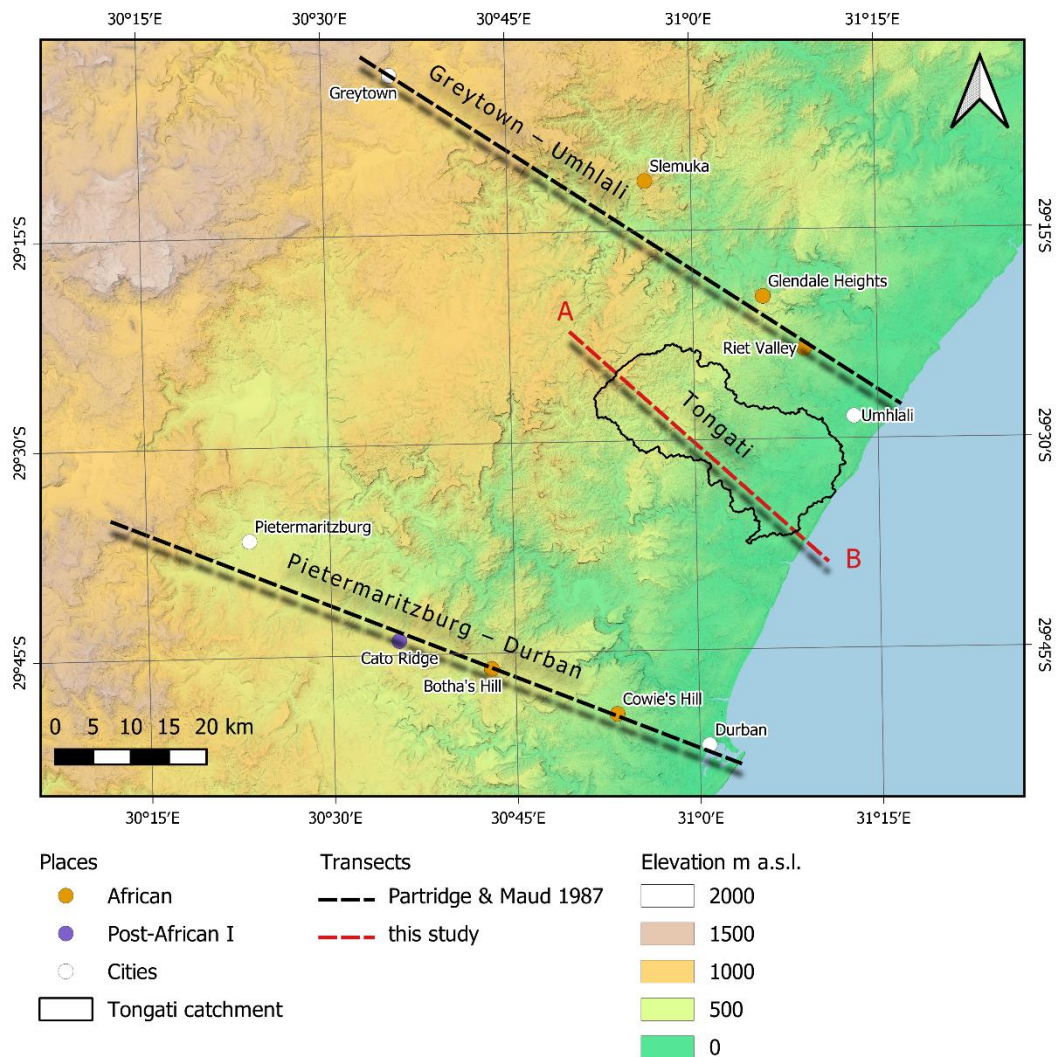 30°15'E 30°30'E 30°45'E 31°0'E 31°15'E
Greytown
Greytown – Umhlali
Slemuka
29°15'S
29°15'S
Glendale Heights
A
Riet Valley
Tongati
Umhlali
29°30'S
29°30'S
Pietermaritzburg
B
Pietermaritzburg – Durban
Cato Ridge
29°45'S
29°45'S
Botha's Hill
Cowie's Hill
0 5 10 15 20 km
Durban
30°15'E 30°30'E 30°45'E 31°0'E 31°15'E
Places
African
Post-African I
Cities
Tongati catchment
Transects
Partridge & Maud 1987
this study
Elevation m a.s.l.
2000
1500
1000
500
0